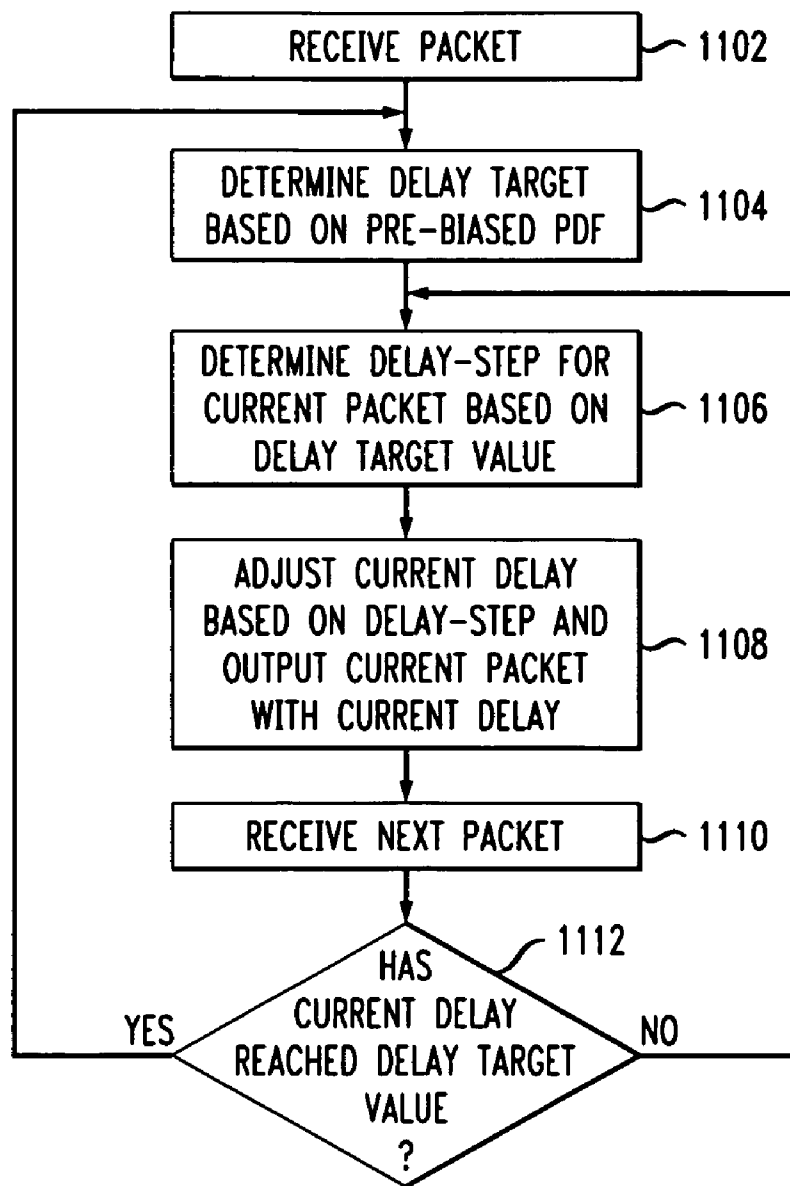 RECEIVE PACKET
1102
DETERMINE DELAY TARGET
BASED ON PRE-BIASED PDF
1104
DETERMINE DELAY-STEP FOR
CURRENT PACKET BASED ON
DELAY TARGET VALUE
1106
ADJUST CURRENT DELAY
BASED ON DELAY-STEP AND
OUTPUT CURRENT PACKET
WITH CURRENT DELAY
1108
RECEIVE NEXT PACKET
1110
1112
HAS
CURRENT DELAY
REACHED DELAY TARGET
VALUE
?
YES
NO